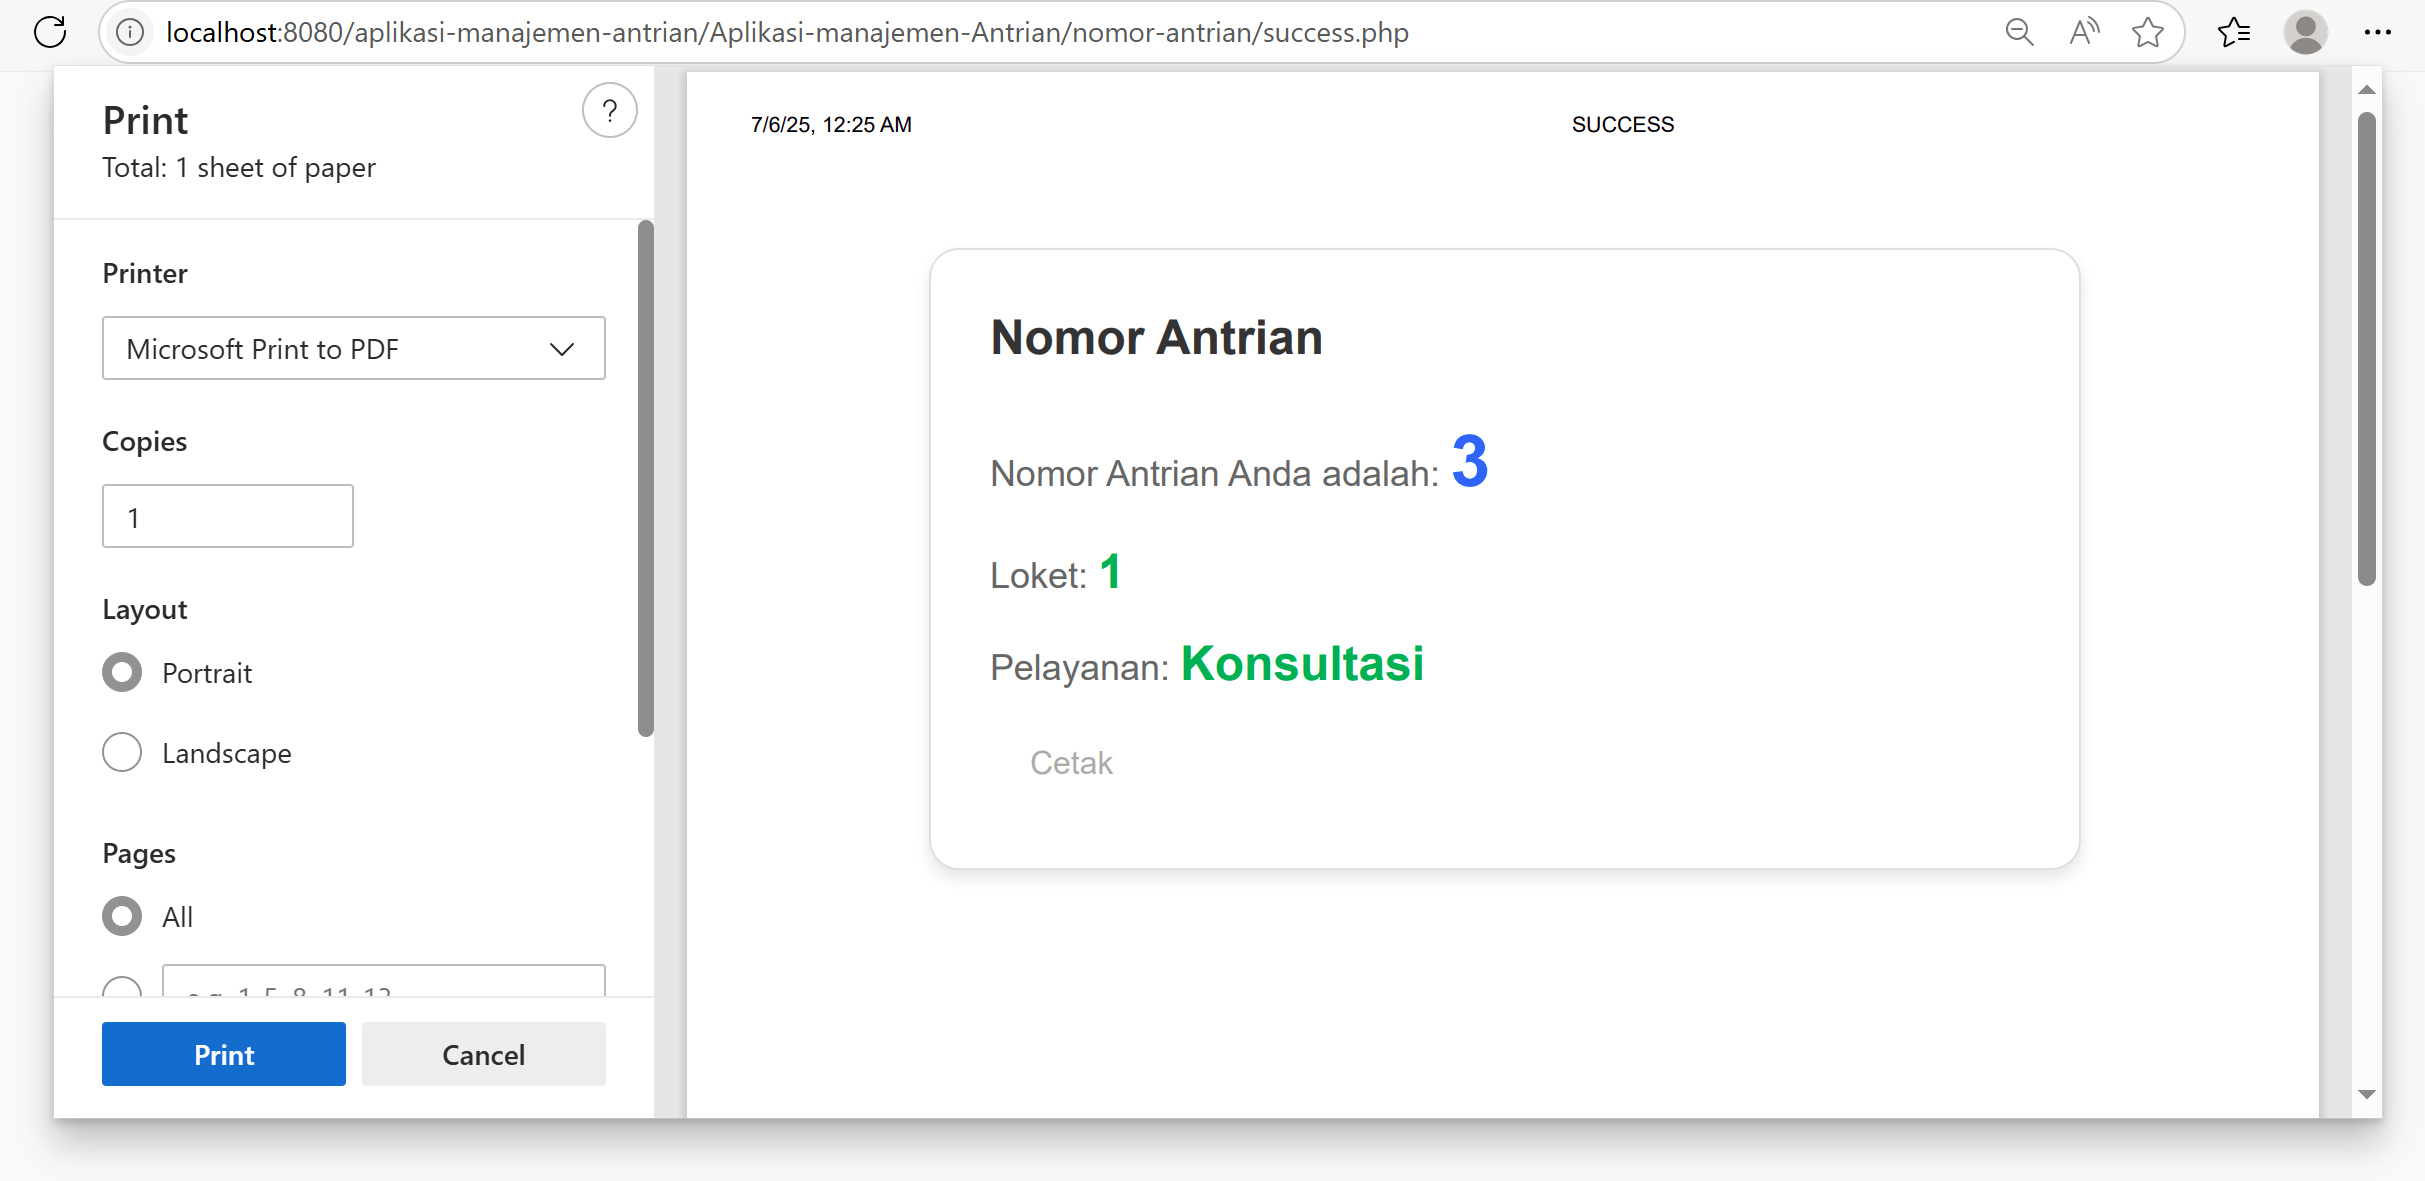 localhost:8080/aplikasi-manajemen-antrian/Aplikasi-manajemen-Antrian/nomor-antrian/success.php
Print
?
Total: 1 sheet of paper
Printer
Microsoft Print to PDF
Copies
1
Layout
Portrait
Landscape
Pages
All
Print
Cancel
7/6/25, 12:25 AM
SUCCESS
Nomor Antrian
Nomor Antrian Anda adalah: 3
Loket: 1
Pelayanan: Konsultasi
Cetak